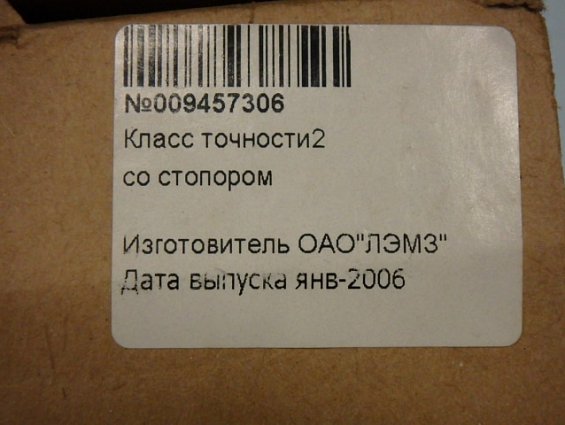 №009457306
Класс точности2
со стопором
Изготовитель ОАО"ЛЭМЗ"
Дата выпуска янв-2006